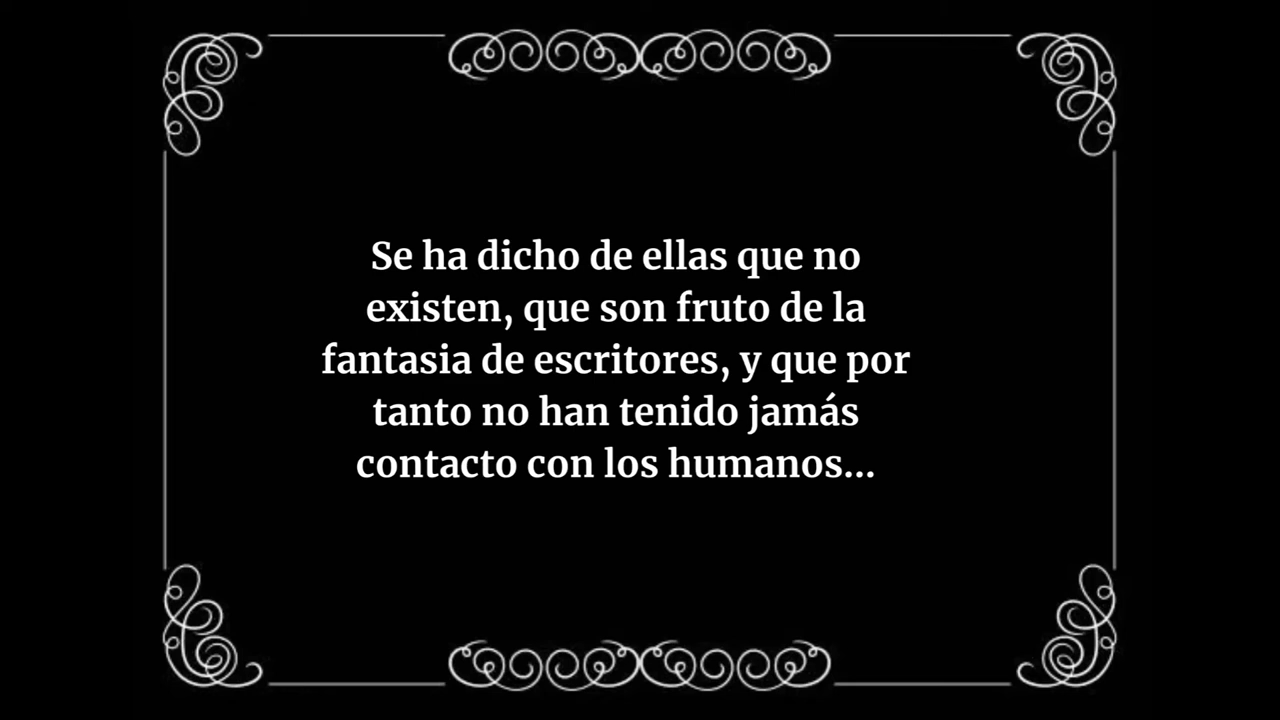 Se ha dicho de ellas que no
existen, que son fruto de la
fantasia de escritores, y que por
tanto no han tenido jamás
contacto con los humanos...